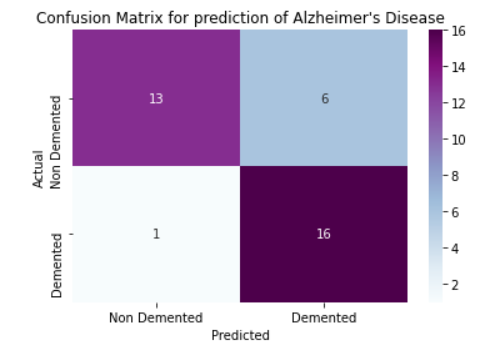 Confusion Matrix for prediction of Alzheimer's Disease
Actual
Non Demented
Demented
13
6
1
16
Non Demented
Demented
Predicted
16
14
12
10
8
6
4
2